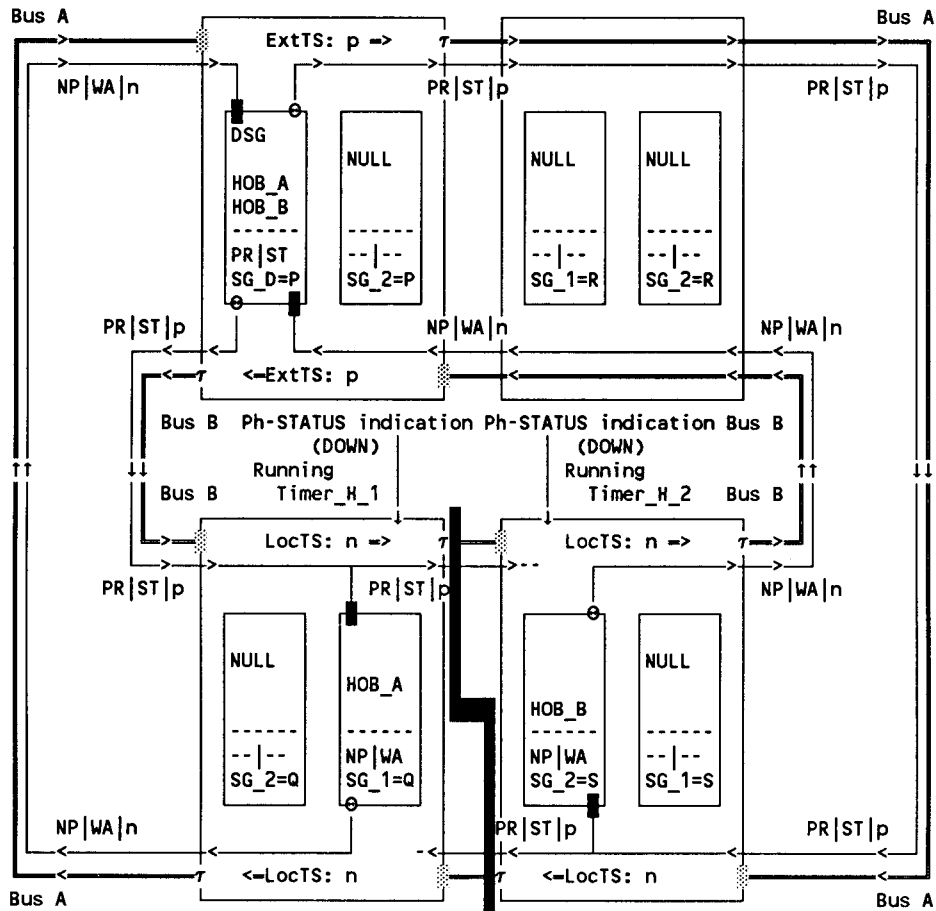 Bus A
Bus A
ExtTS: p => τ
NP|WA|n
PR|ST|p
PR|ST|p
DSG
HOB_A
HOB_B
------
PR|ST
SG_D=P
NULL
------
--|--
SG_2=P
NULL
------
--|--
SG_1=R
NULL
------
--|--
SG_2=R
PR|ST|p
NP|WA|n
NP|WA|n
τ <=ExtTS: p
Bus B
Ph-STATUS indication
(DOWN)
Ph-STATUS indication
(DOWN)
Bus B
Running
Timer_H_1
Running
Timer_H_2
Bus B
Bus B
LocTS: n => τ
LocTS: n => τ
PR|ST|p
PR|ST|p
--
NP|WA|n
NULL
------
--|--
SG_2=Q
HOB_A
------
NP|WA
SG_1=Q
HOB_B
------
NP|WA
SG_2=S
NULL
------
--|--
SG_1=S
NP|WA|n
PR|ST|p
PR|ST|p
τ <=LocTS: n
τ <=LocTS: n
Bus A
Bus A